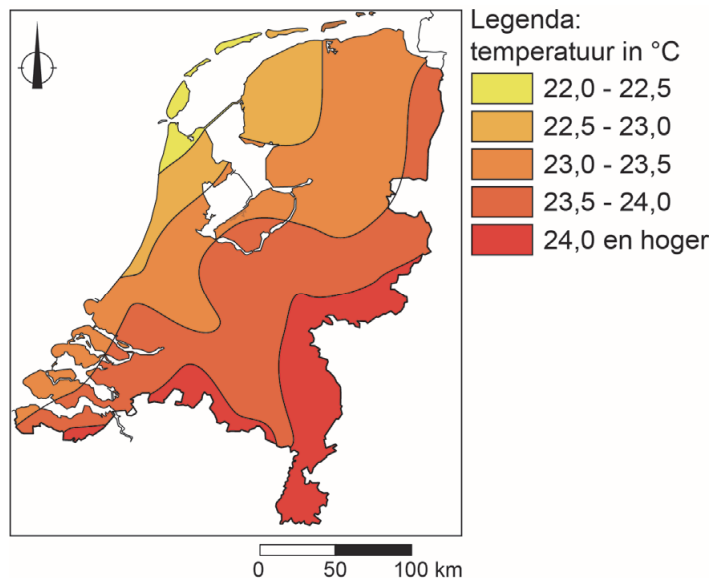 Legenda:
temperatuur in °C
22,0 - 22,5
22,5 - 23,0
23,0 - 23,5
23,5 - 24,0
24,0 en hoger
0 50 100 km